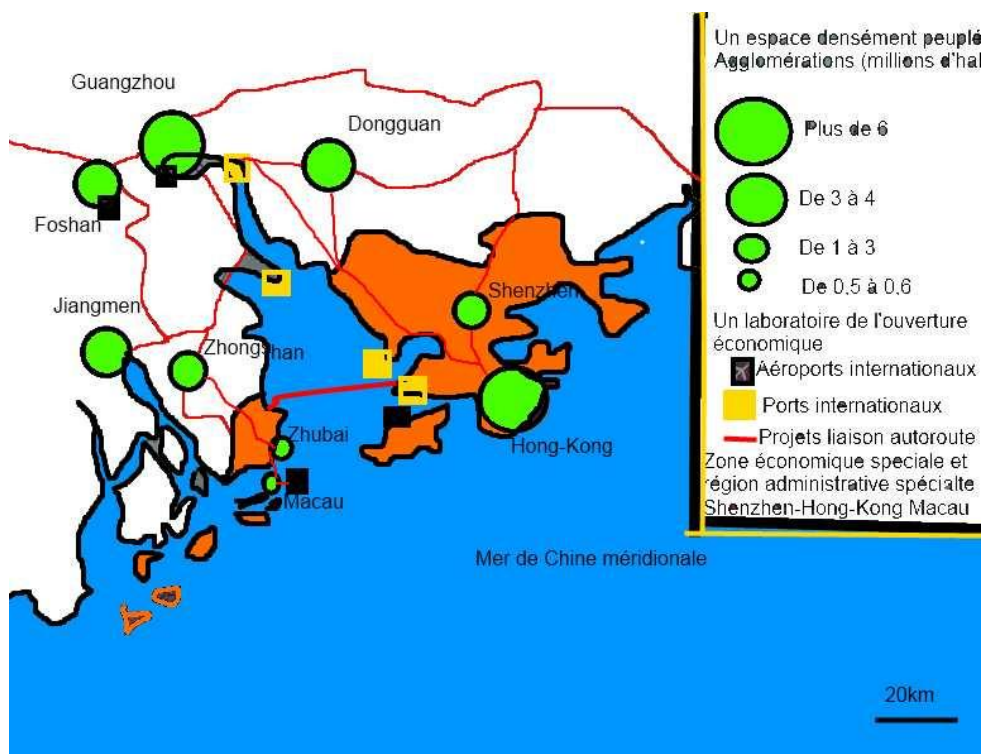 Guangzhou
Dongguan
Foshan
Jiangmen
Shenzhen
Zhongshan
Zhubai
Hong-Kong
Macau
Mer de Chine méridionale
20km
Un espace densément peuplé
Agglomérations (millions d'hal
Plus de 6
De 3 à 4
De 1 à 3
De 0,5 à 0,6
Un laboratoire de l'ouverture
économique
Aéroports internationaux
Ports internationaux
Projets liaison autoroute
Zone économique speciale et
région administrative spécialte
Shenzhen-Hong-Kong Macau